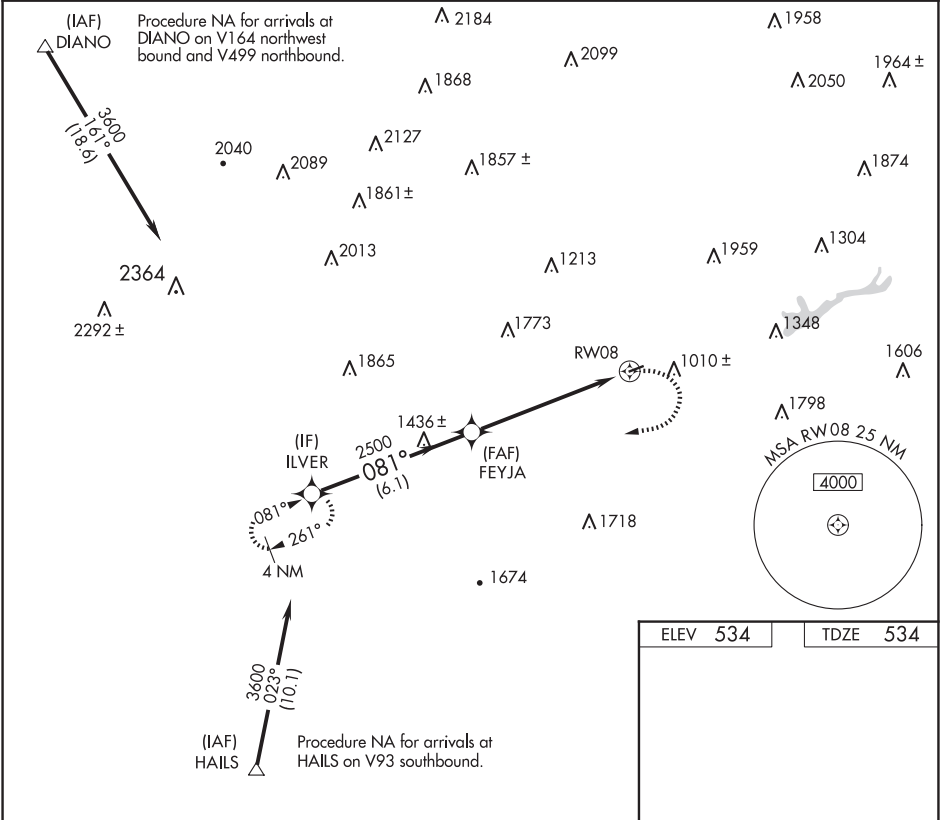 (IAF)
DIANO
Procedure NA for arrivals at
DIANO on V164 northwest
bound and V499 northbound.
2184
1958
2099
1964 ±
2050
1868
3600
161°
(18.6)
2127
2040
2089
1857 ±
1874
1861 ±
2013
1213
1959
1304
2364
2292 ±
1773
1348
RW08
1865
1010 ±
1606
1798
1436 ±
(IF)
ILVER
2500
081°
(6.1)
(FAF)
FEYJA
MSA RW 08 25 NM
4000
081°
261°
4 NM
1718
1674
3600
023°
(10.1)
(IAF)
HAILS
Procedure NA for arrivals at
HAILS on V93 southbound.
ELEV 534
TDZE 534